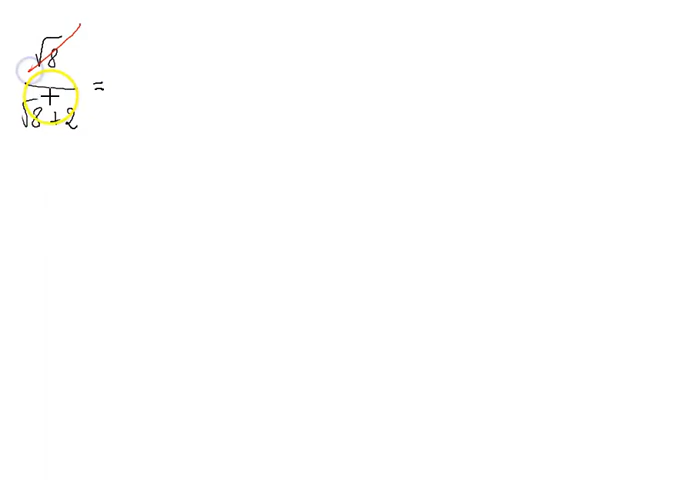 √8
√8 + 2
=